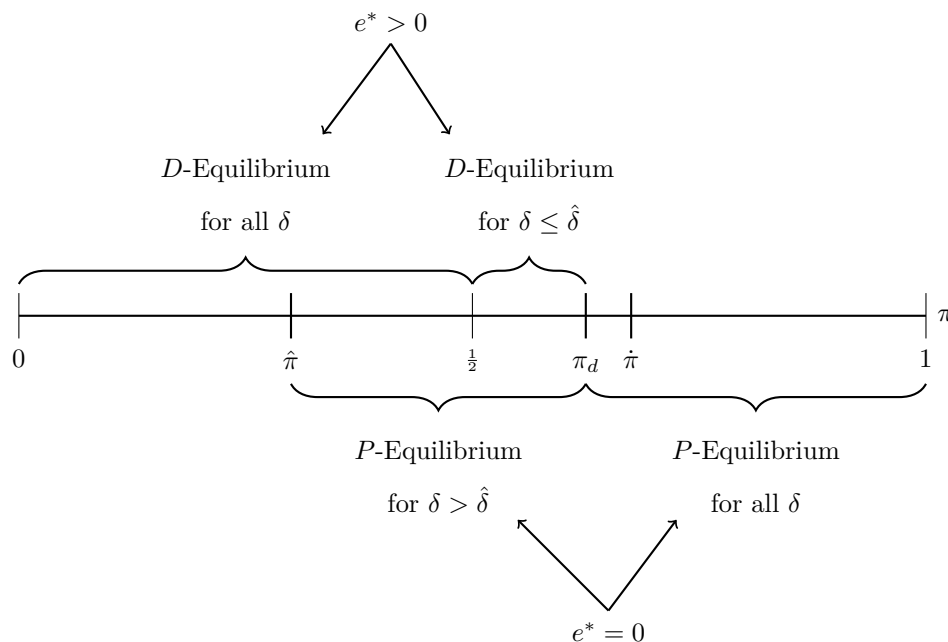 e* > 0
D-Equilibrium D-Equilibrium
for all δ for δ ≤ δ̂
π
0 π̂ 1/2 π_d π̇ 1
P-Equilibrium P-Equilibrium
for δ > δ̂ for all δ
e* = 0